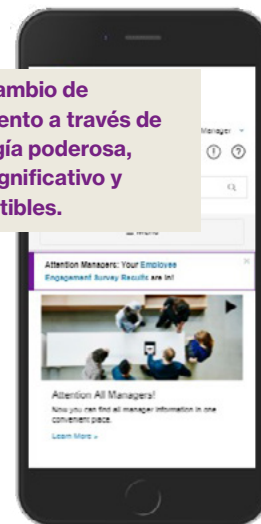 ambio de
ento a través de
gía poderosa,
gnificativo y
tibles.
Manager
Attention Managers: Your Employee
Engagement Survey Results are in!
Attention All Managers!
Now you can find all manager information in one
convenient place.
Learn More »